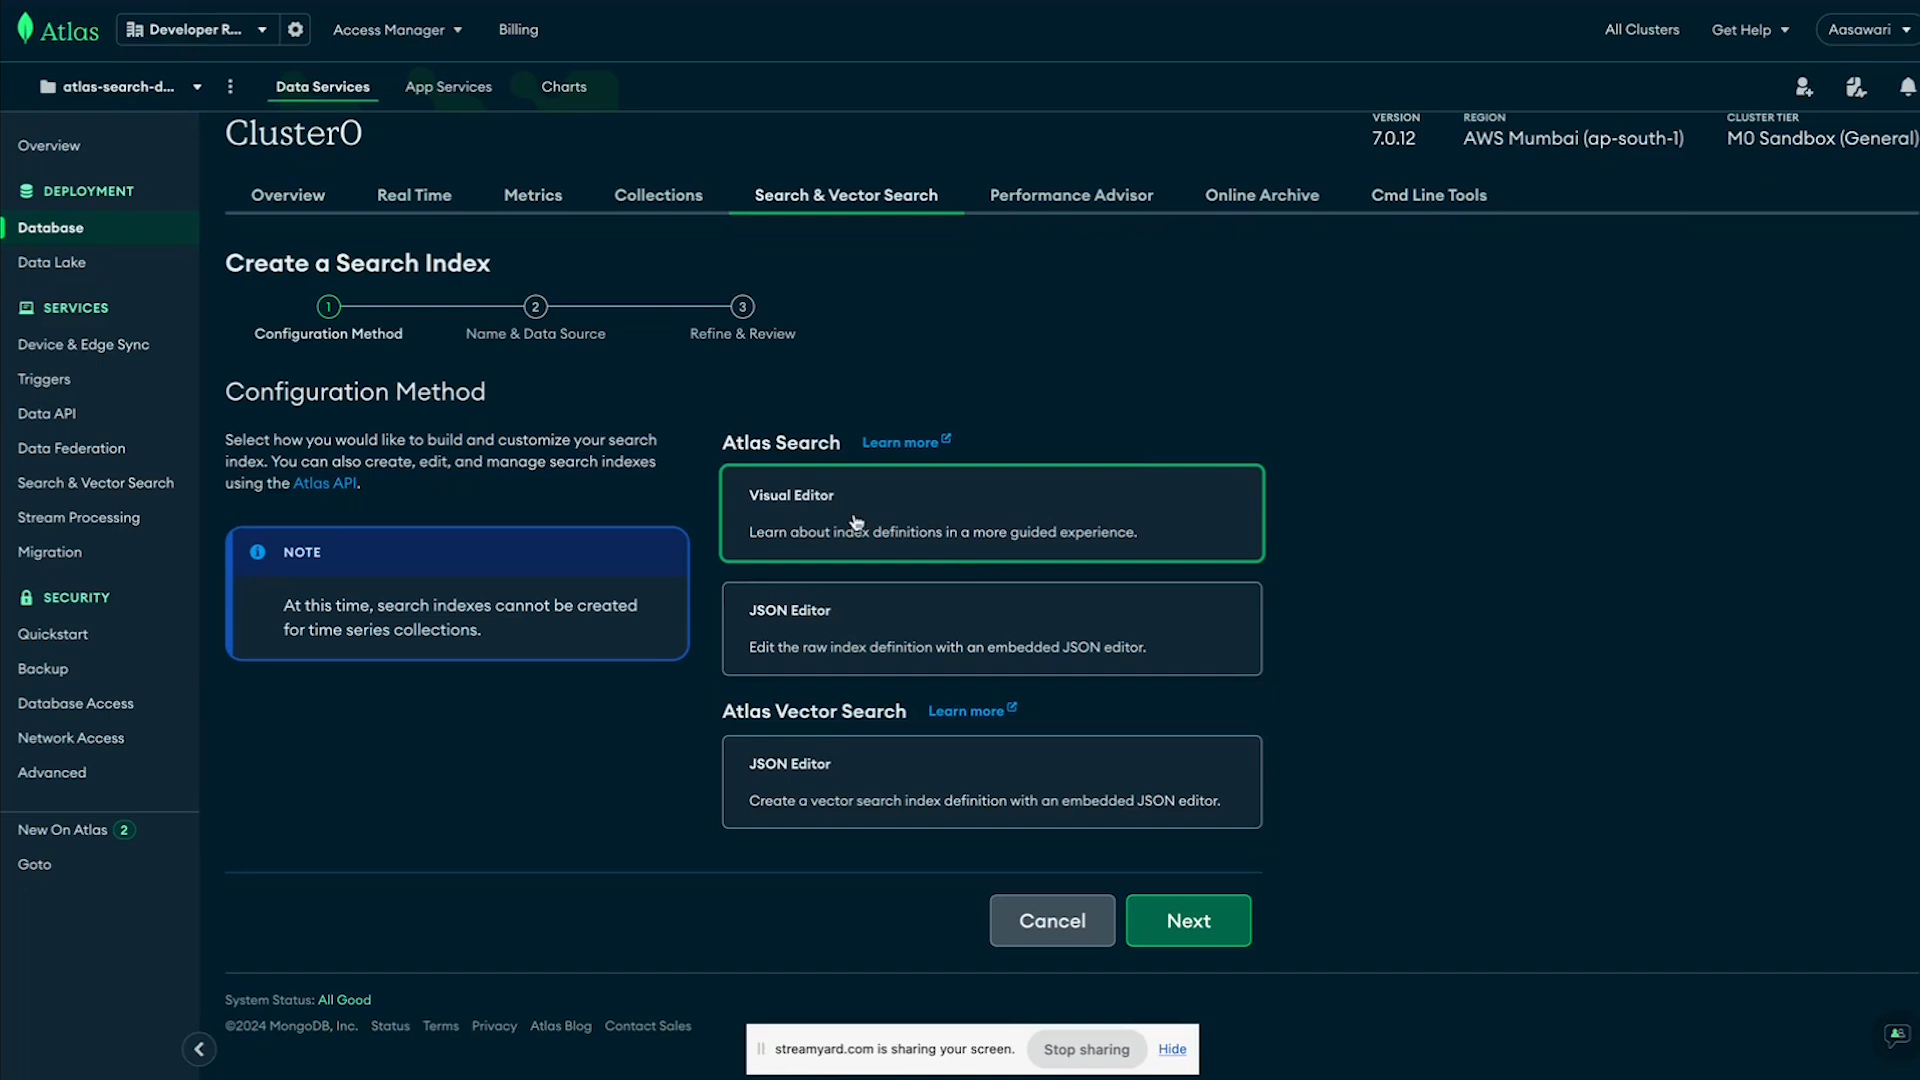 Atlas
Developer R...
Access Manager
Billing
All Clusters
Get Help
Aasawari
atlas-search-d...
Data Services
App Services
Charts
Overview
DEPLOYMENT
Database
Data Lake
SERVICES
Device & Edge Sync
Triggers
Data API
Data Federation
Search & Vector Search
Stream Processing
Migration
SECURITY
Quickstart
Backup
Database Access
Network Access
Advanced
New On Atlas 2
Goto
Cluster0
VERSION
7.0.12
REGION
AWS Mumbai (ap-south-1)
CLUSTER TIER
M0 Sandbox (General)
Overview
Real Time
Metrics
Collections
Search & Vector Search
Performance Advisor
Online Archive
Cmd Line Tools
Create a Search Index
1
2
3
Configuration Method
Name & Data Source
Refine & Review
Configuration Method
Select how you would like to build and customize your search
index. You can also create, edit, and manage search indexes
using the Atlas API.
NOTE
At this time, search indexes cannot be created
for time series collections.
Atlas Search Learn more
Visual Editor
Learn about index definitions in a more guided experience.
JSON Editor
Edit the raw index definition with an embedded JSON editor.
Atlas Vector Search Learn more
JSON Editor
Create a vector search index definition with an embedded JSON editor.
Cancel
Next
System Status: All Good
©2024 MongoDB, Inc. Status Terms Privacy Atlas Blog Contact Sales
streamyard.com is sharing your screen. Stop sharing Hide